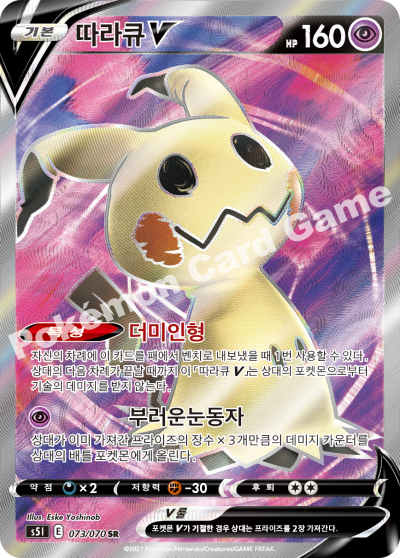 기본 따라큐 V HP 160
Pokémon Card Game
특성 더미인형
자신의 차례에 이 카드를 패에서 벤치로 내보냈을 때 1번 사용할 수 있다.
상대의 다음 차례가 끝날 때까지 이 「따라큐 V」는 상대의 포켓몬으로부터
기술의 데미지를 받지 않는다.
부러운눈동자
상대가 이미 가져간 프라이즈의 장수 × 3개만큼의 데미지 카운터를
상대의 배틀 포켓몬에게 올린다.
약점 ×2 저항력 -30 후퇴
Illus. Eske Yoshinob
s5I E 073/070 SR
V룰
포켓몬 V가 기절한 경우 상대는 프라이즈를 2장 가져간다.
©2021 Pokémon/Nintendo/Creatures/GAME FREAK.